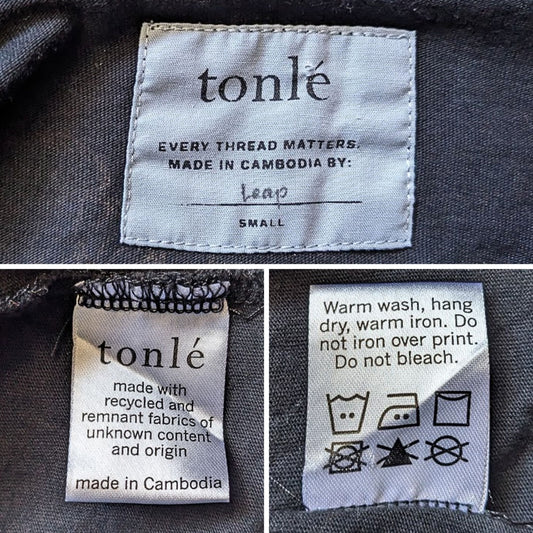 tonlé
EVERY THREAD MATTERS.
MADE IN CAMBODIA BY:
Leap
SMALL
tonlé
made with
recycled and
remnant fabrics of
unknown content
and origin
made in Cambodia
Warm wash, hang
dry, warm iron. Do
not iron over print.
Do not bleach.